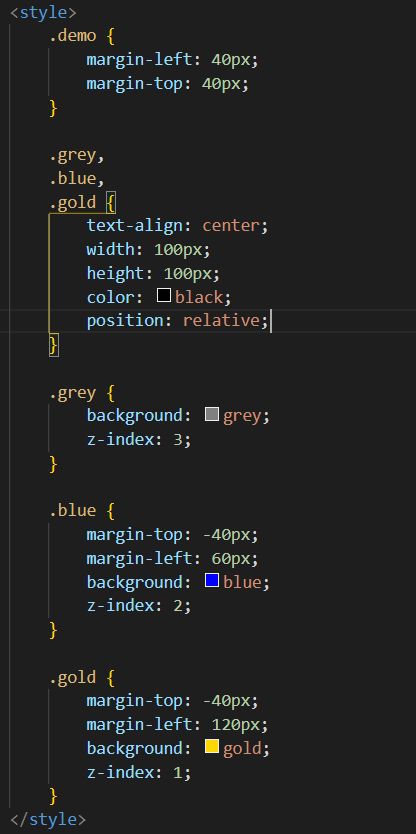 <style>
.demo {
margin-left: 40px;
margin-top: 40px;
}
.grey,
.blue,
.gold {
text-align: center;
width: 100px;
height: 100px;
color: black;
position: relative;
}
.grey {
background: grey;
z-index: 3;
}
.blue {
margin-top: -40px;
margin-left: 60px;
background: blue;
z-index: 2;
}
.gold {
margin-top: -40px;
margin-left: 120px;
background: gold;
z-index: 1;
}
</style>